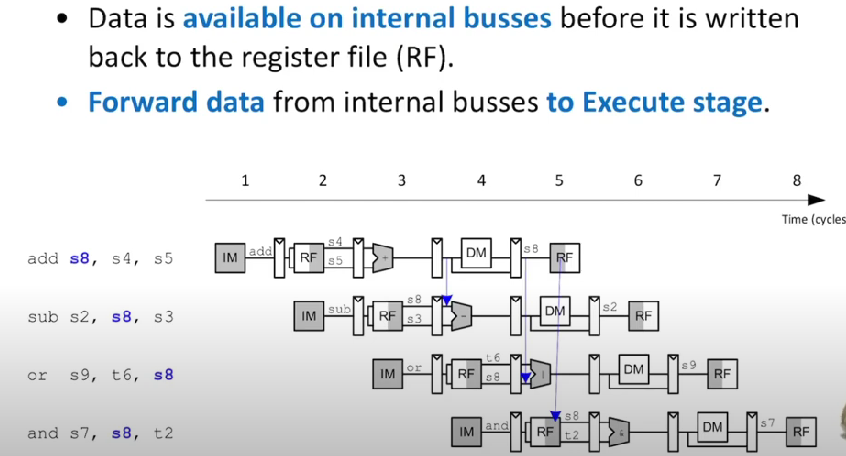 • Data is available on internal busses before it is written
back to the register file (RF).
• Forward data from internal busses to Execute stage.
1 2 3 4 5 6 7 8
Time (cycles
add s8, s4, s5
IM add RF s4 s5 + DM s8 RF
sub s2, s8, s3
IM sub RF s8 s3 - DM s2 RF
cr s9, t6, s8
IM or RF t6 s8 | DM s9 RF
and s7, s8, t2
IM and RF s8 t2 & DM s7 RF